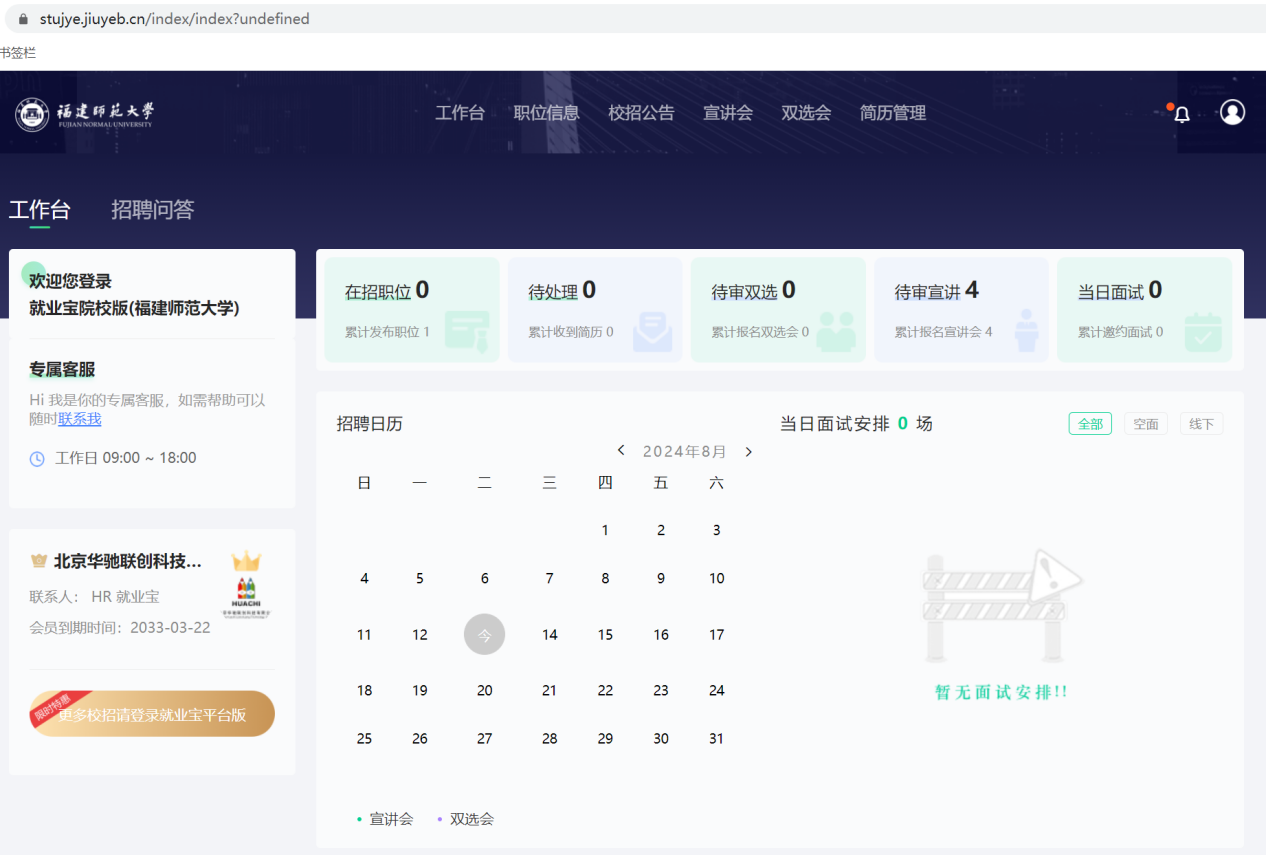 stujye.jiuyeb.cn/index/index?undefined
书签栏
福建师范大学
FUJIAN NORMAL UNIVERSITY
工作台 职位信息 校招公告 宣讲会 双选会 简历管理
工作台 招聘问答
欢迎您登录
就业宝院校版(福建师范大学)
专属客服
Hi 我是你的专属客服，如需帮助可以
随时联系我
工作日 09:00 ~ 18:00
北京华驰联创科技...
HUACHI
联系人： HR 就业宝
会员到期时间：2033-03-22
限时特惠
更多校招请登录就业宝平台版
在招职位 0
累计发布职位 1
待处理 0
累计收到简历 0
待审双选 0
累计报名双选会 0
待审宣讲 4
累计报名宣讲会 4
当日面试 0
累计邀约面试 0
招聘日历
2024年8月
日 一 二 三 四 五 六
1 2 3
4 5 6 7 8 9 10
11 12 今 14 15 16 17
18 19 20 21 22 23 24
25 26 27 28 29 30 31
宣讲会 双选会
当日面试安排 0 场
全部 空面 线下
暂无面试安排!!